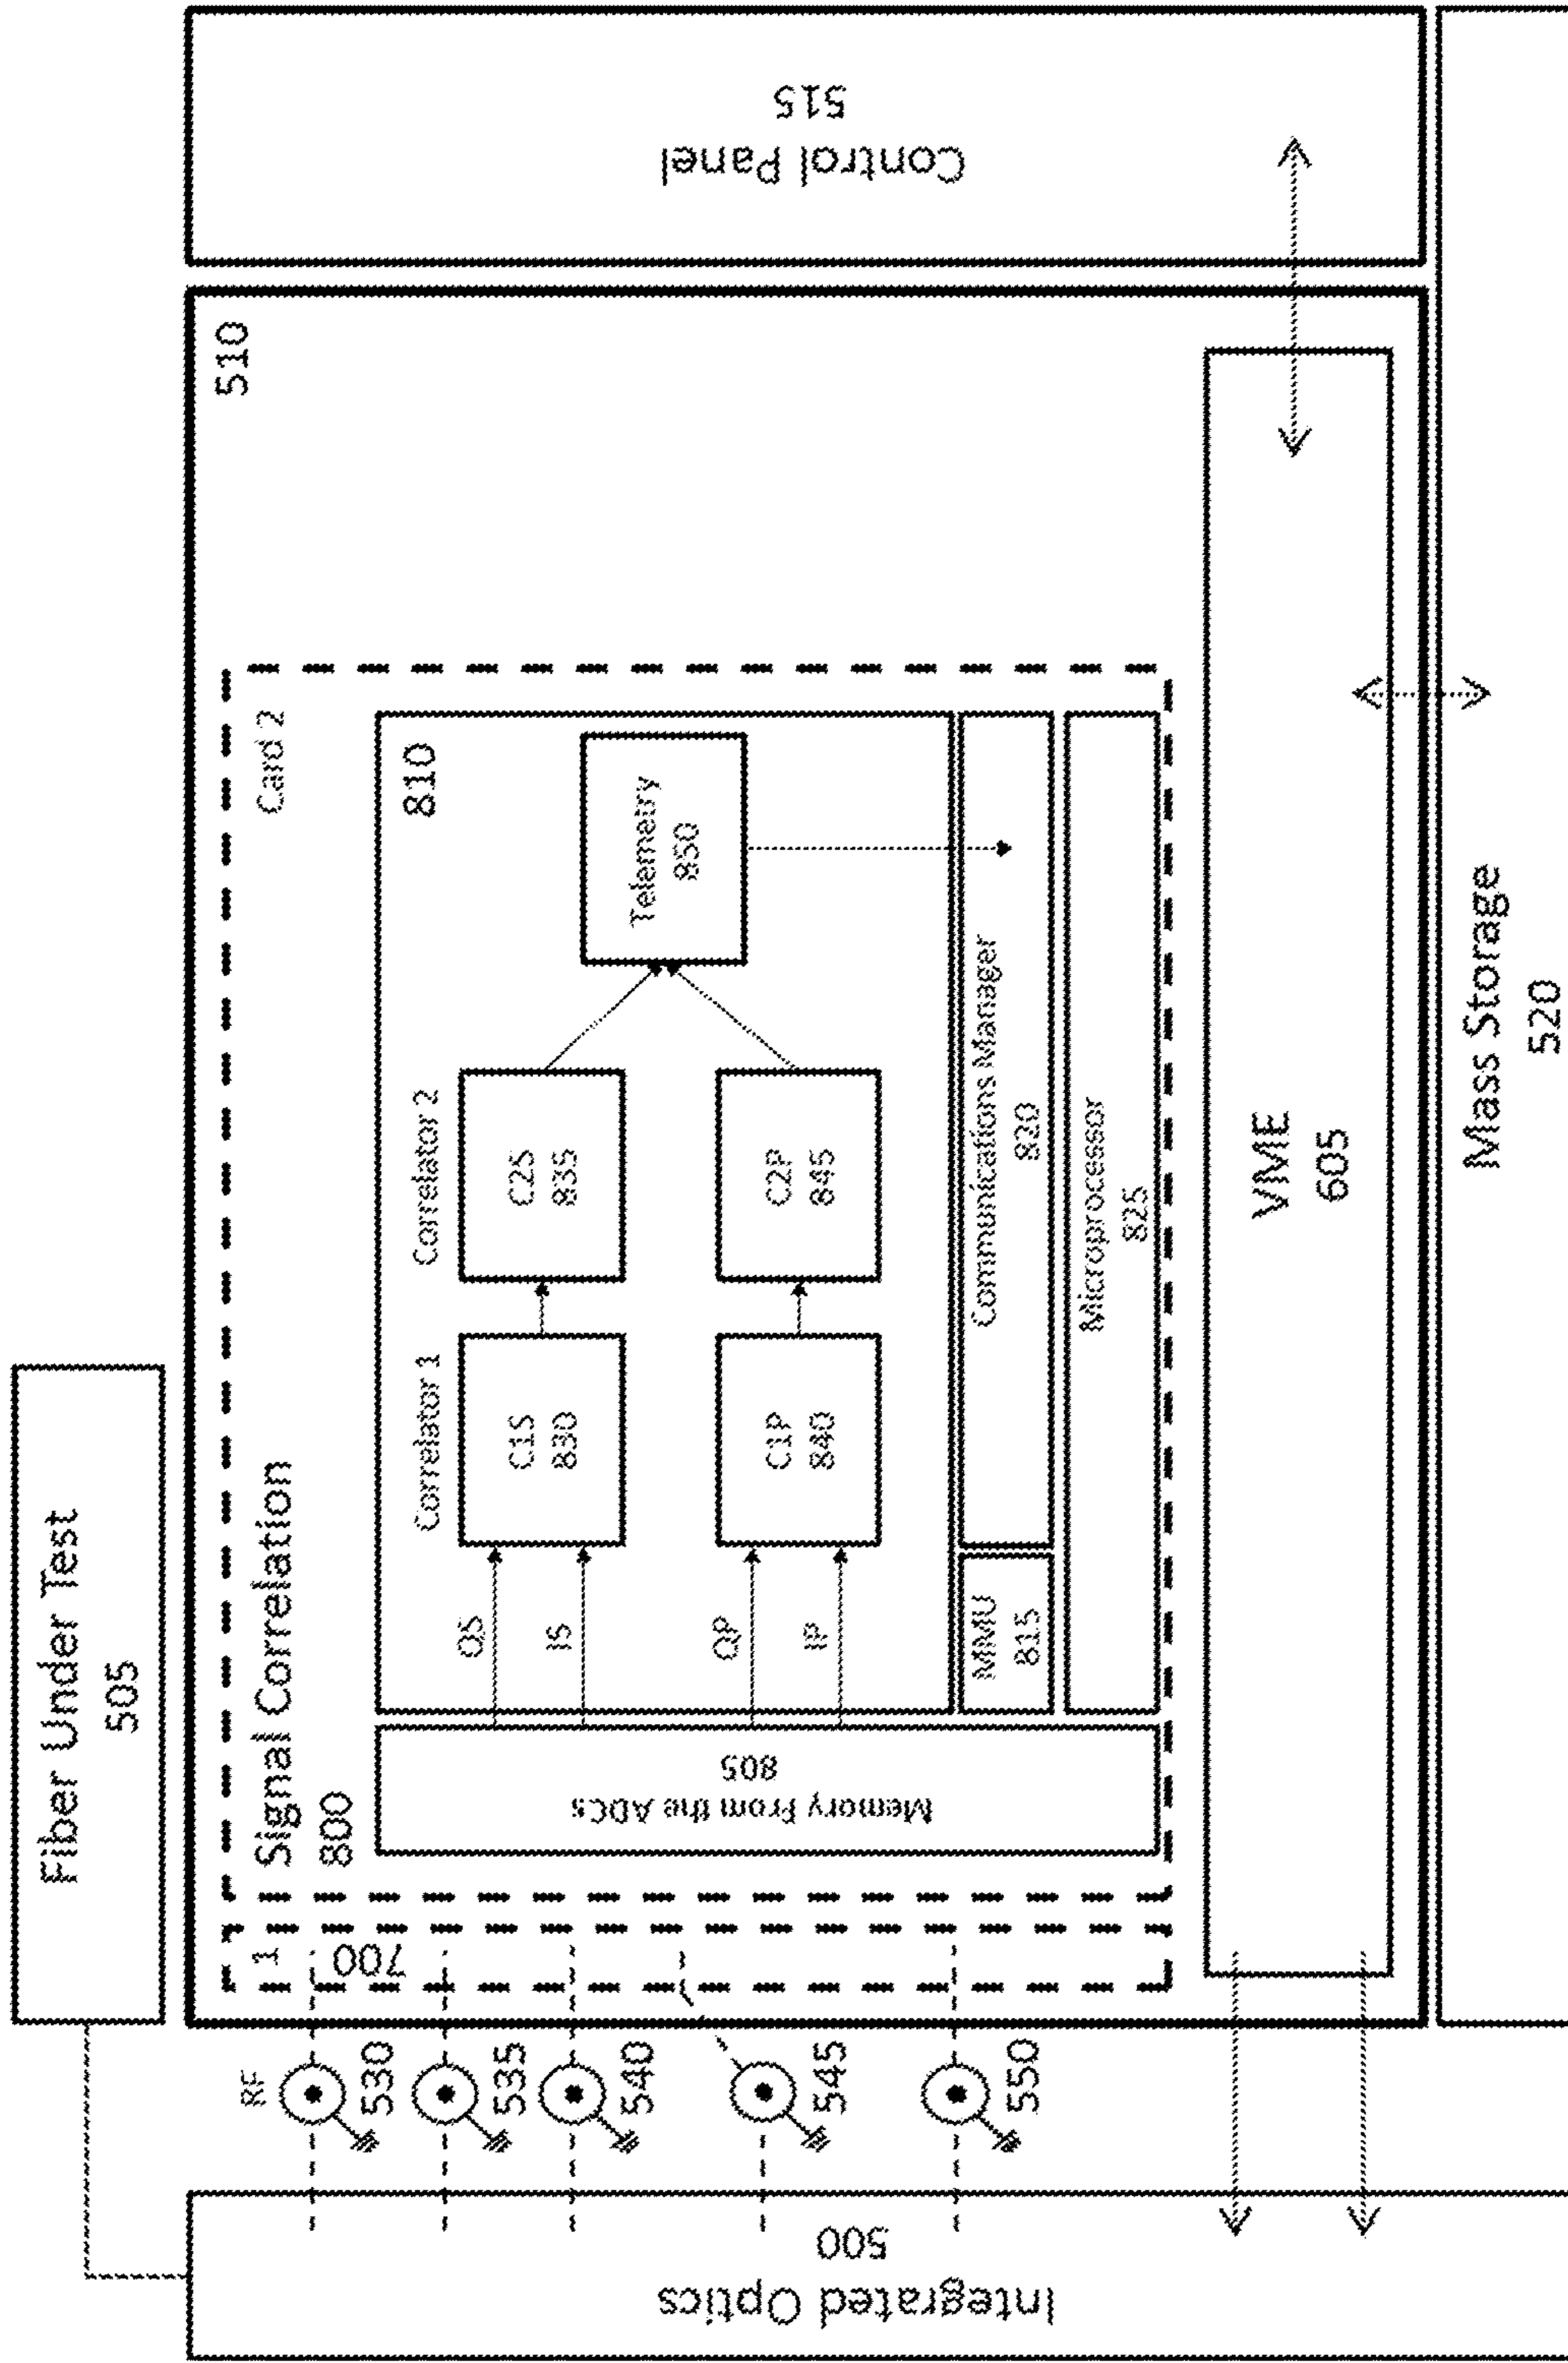 Fiber Under Test
505
Integrated Optics
500
RF
530
535
540
545
550
510
1
700
Signal Correlation
800
Card 2
Memory From the ADCs
805
810
QS
IS
QP
IP
Correlator 1
C1S
830
C1P
840
Correlator 2
C2S
835
C2P
845
Telemetry
850
MMU
815
Communications Manager
820
Microprocessor
825
VME
605
Control Panel
515
Mass Storage
520